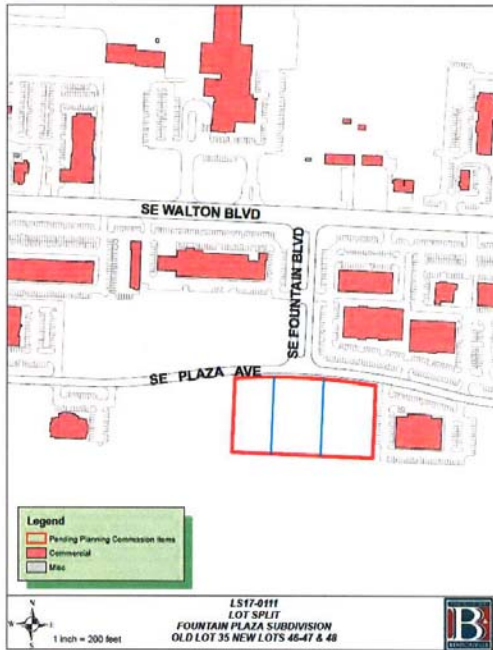 SE WALTON BLVD
SE FOUNTAIN BLVD
SE PLAZA AVE
Legend
Pending Planning Commission Items
Commercial
Misc
N
W
E
S
1 inch = 200 feet
LS17-0111
LOT SPLIT
FOUNTAIN PLAZA SUBDIVISION
OLD LOT 35 NEW LOTS 46-47 & 48
B